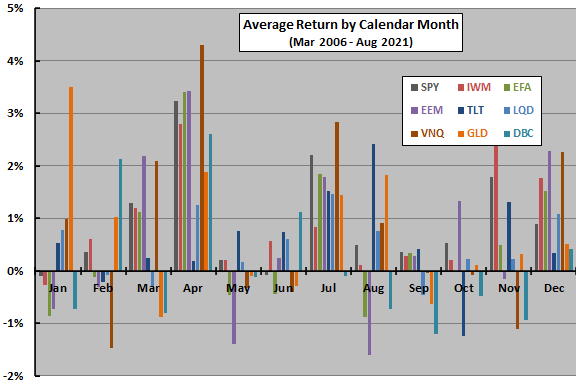 Average Return by Calendar Month
(Mar 2006 - Aug 2021)
5%
4%
3%
2%
1%
0%
-1%
-2%
SPY IWM EFA
EEM TLT LQD
VNQ GLD DBC
Jan Feb Mar Apr May Jun Jul Aug Sep Oct Nov Dec